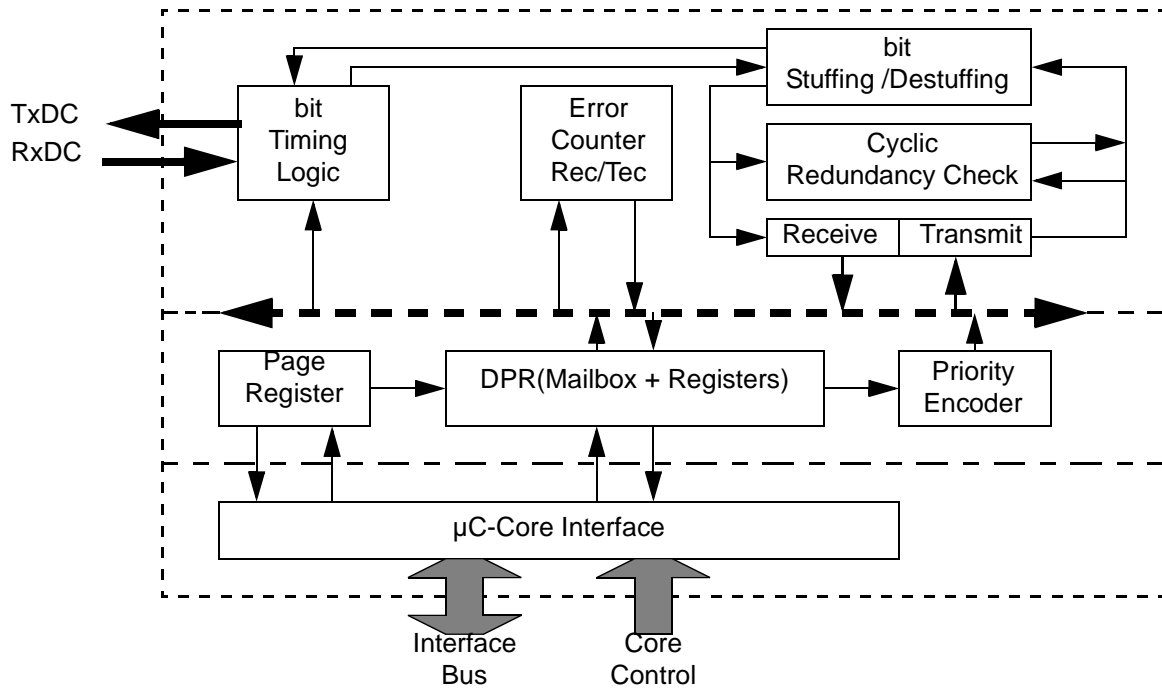 TxDC
RxDC
bit
Timing
Logic
Error
Counter
Rec/Tec
bit
Stuffing /Destuffing
Cyclic
Redundancy Check
Receive
Transmit
Page
Register
DPR(Mailbox + Registers)
Priority
Encoder
µC-Core Interface
Interface
Bus
Core
Control